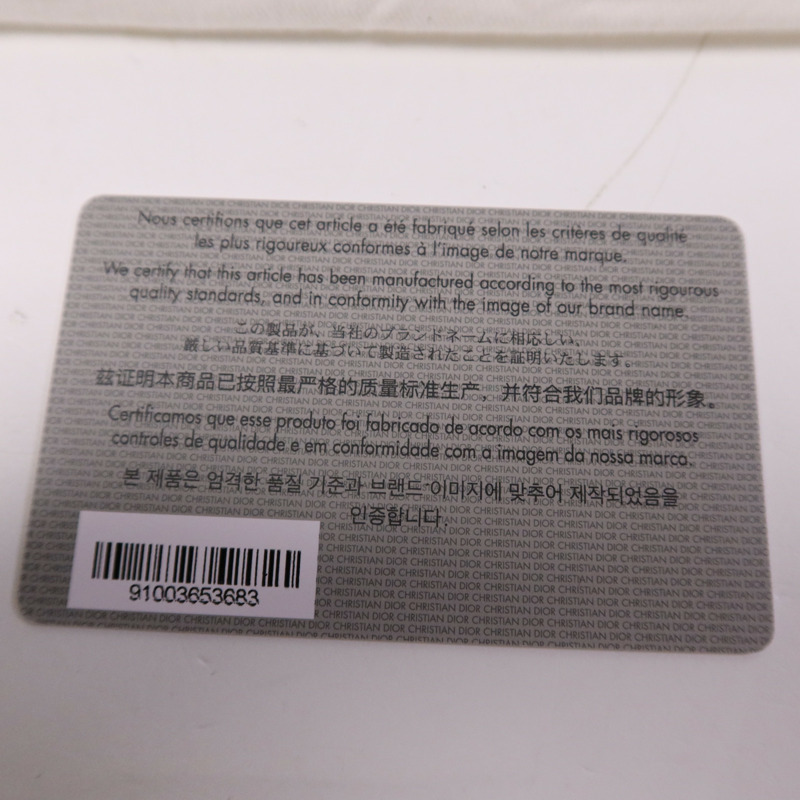 Nous certifions que cet article a été fabriqué selon les critères de qualité
les plus rigoureux conformes à l'image de notre marque.
We certify that this article has been manufactured according to the most rigourous
quality standards, and in conformity with the image of our brand name.
この製品が、当社のブランドネームに相応しい、
厳しい品質基準に基づいて製造されたことを証明いたします。
兹证明本商品已按照最严格的质量标准生产，并符合我们品牌的形象。
Certificamos que esse produto foi fabricado de acordo com os mais rigorosos
controles de qualidade e em conformidade com a imagem da nossa marca.
본 제품은 엄격한 품질 기준과 브랜드 이미지에 맞추어 제작되었음을
인증합니다.
91003653683
CHRISTIAN DIOR CHRISTIAN DIOR CHRISTIAN DIOR